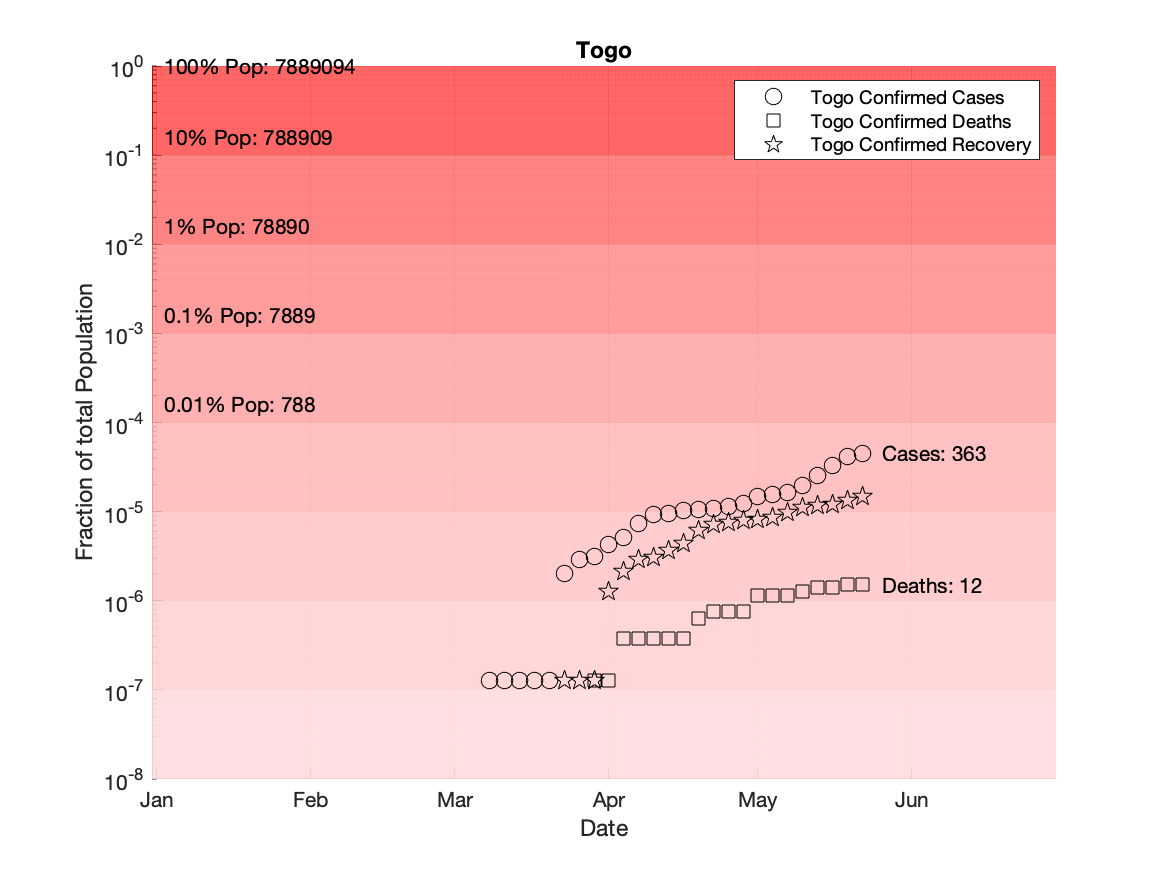 Togo
10⁰
100% Pop: 7889094
Togo Confirmed Cases
Togo Confirmed Deaths
Togo Confirmed Recovery
10% Pop: 788909
10⁻¹
1% Pop: 78890
10⁻²
0.1% Pop: 7889
10⁻³
0.01% Pop: 788
10⁻⁴
Cases: 363
10⁻⁵
Deaths: 12
10⁻⁶
10⁻⁷
10⁻⁸
Fraction of total Population
Jan Feb Mar Apr May Jun
Date